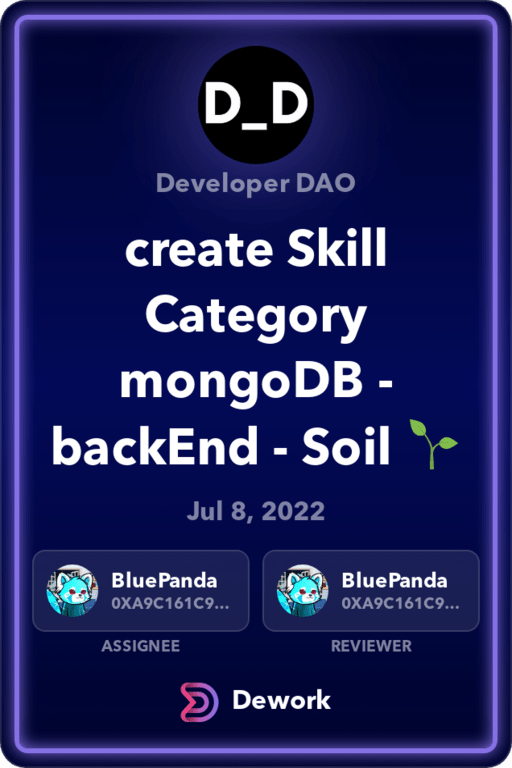 D_D
Developer DAO
create Skill
Category
mongoDB -
backEnd - Soil 🌱
Jul 8, 2022
BluePanda
0XA9C161C9...
ASSIGNEE
BluePanda
0XA9C161C9...
REVIEWER
Dework